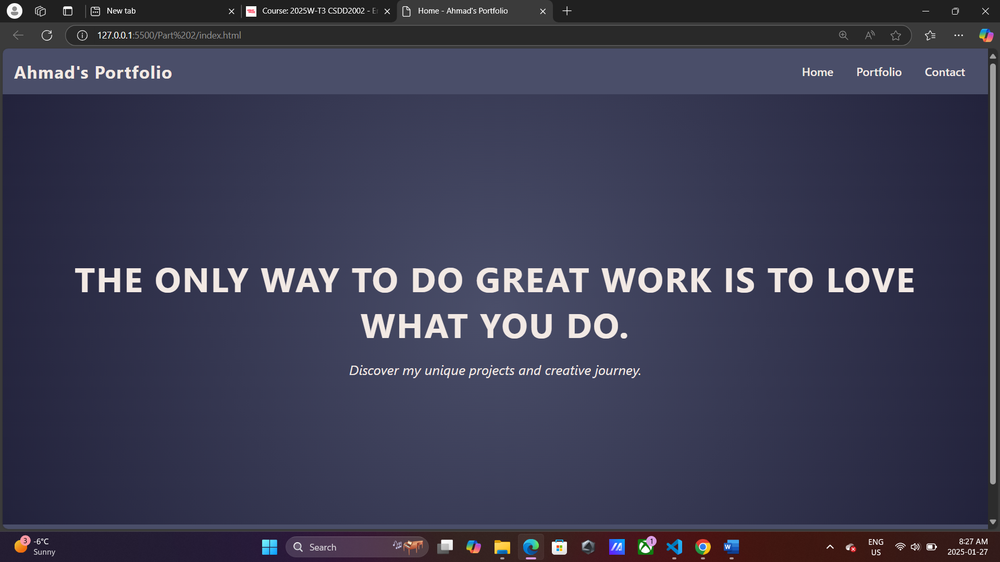 New tab
Course: 2025W-T3 CSDD2002 - En
Home - Ahmad's Portfolio
127.0.0.1:5500/Part%202/index.html
Ahmad's Portfolio
Home Portfolio Contact
THE ONLY WAY TO DO GREAT WORK IS TO LOVE
WHAT YOU DO.
Discover my unique projects and creative journey.
3
-6°C
Sunny
Search
1
ENG
US
8:27 AM
2025-01-27